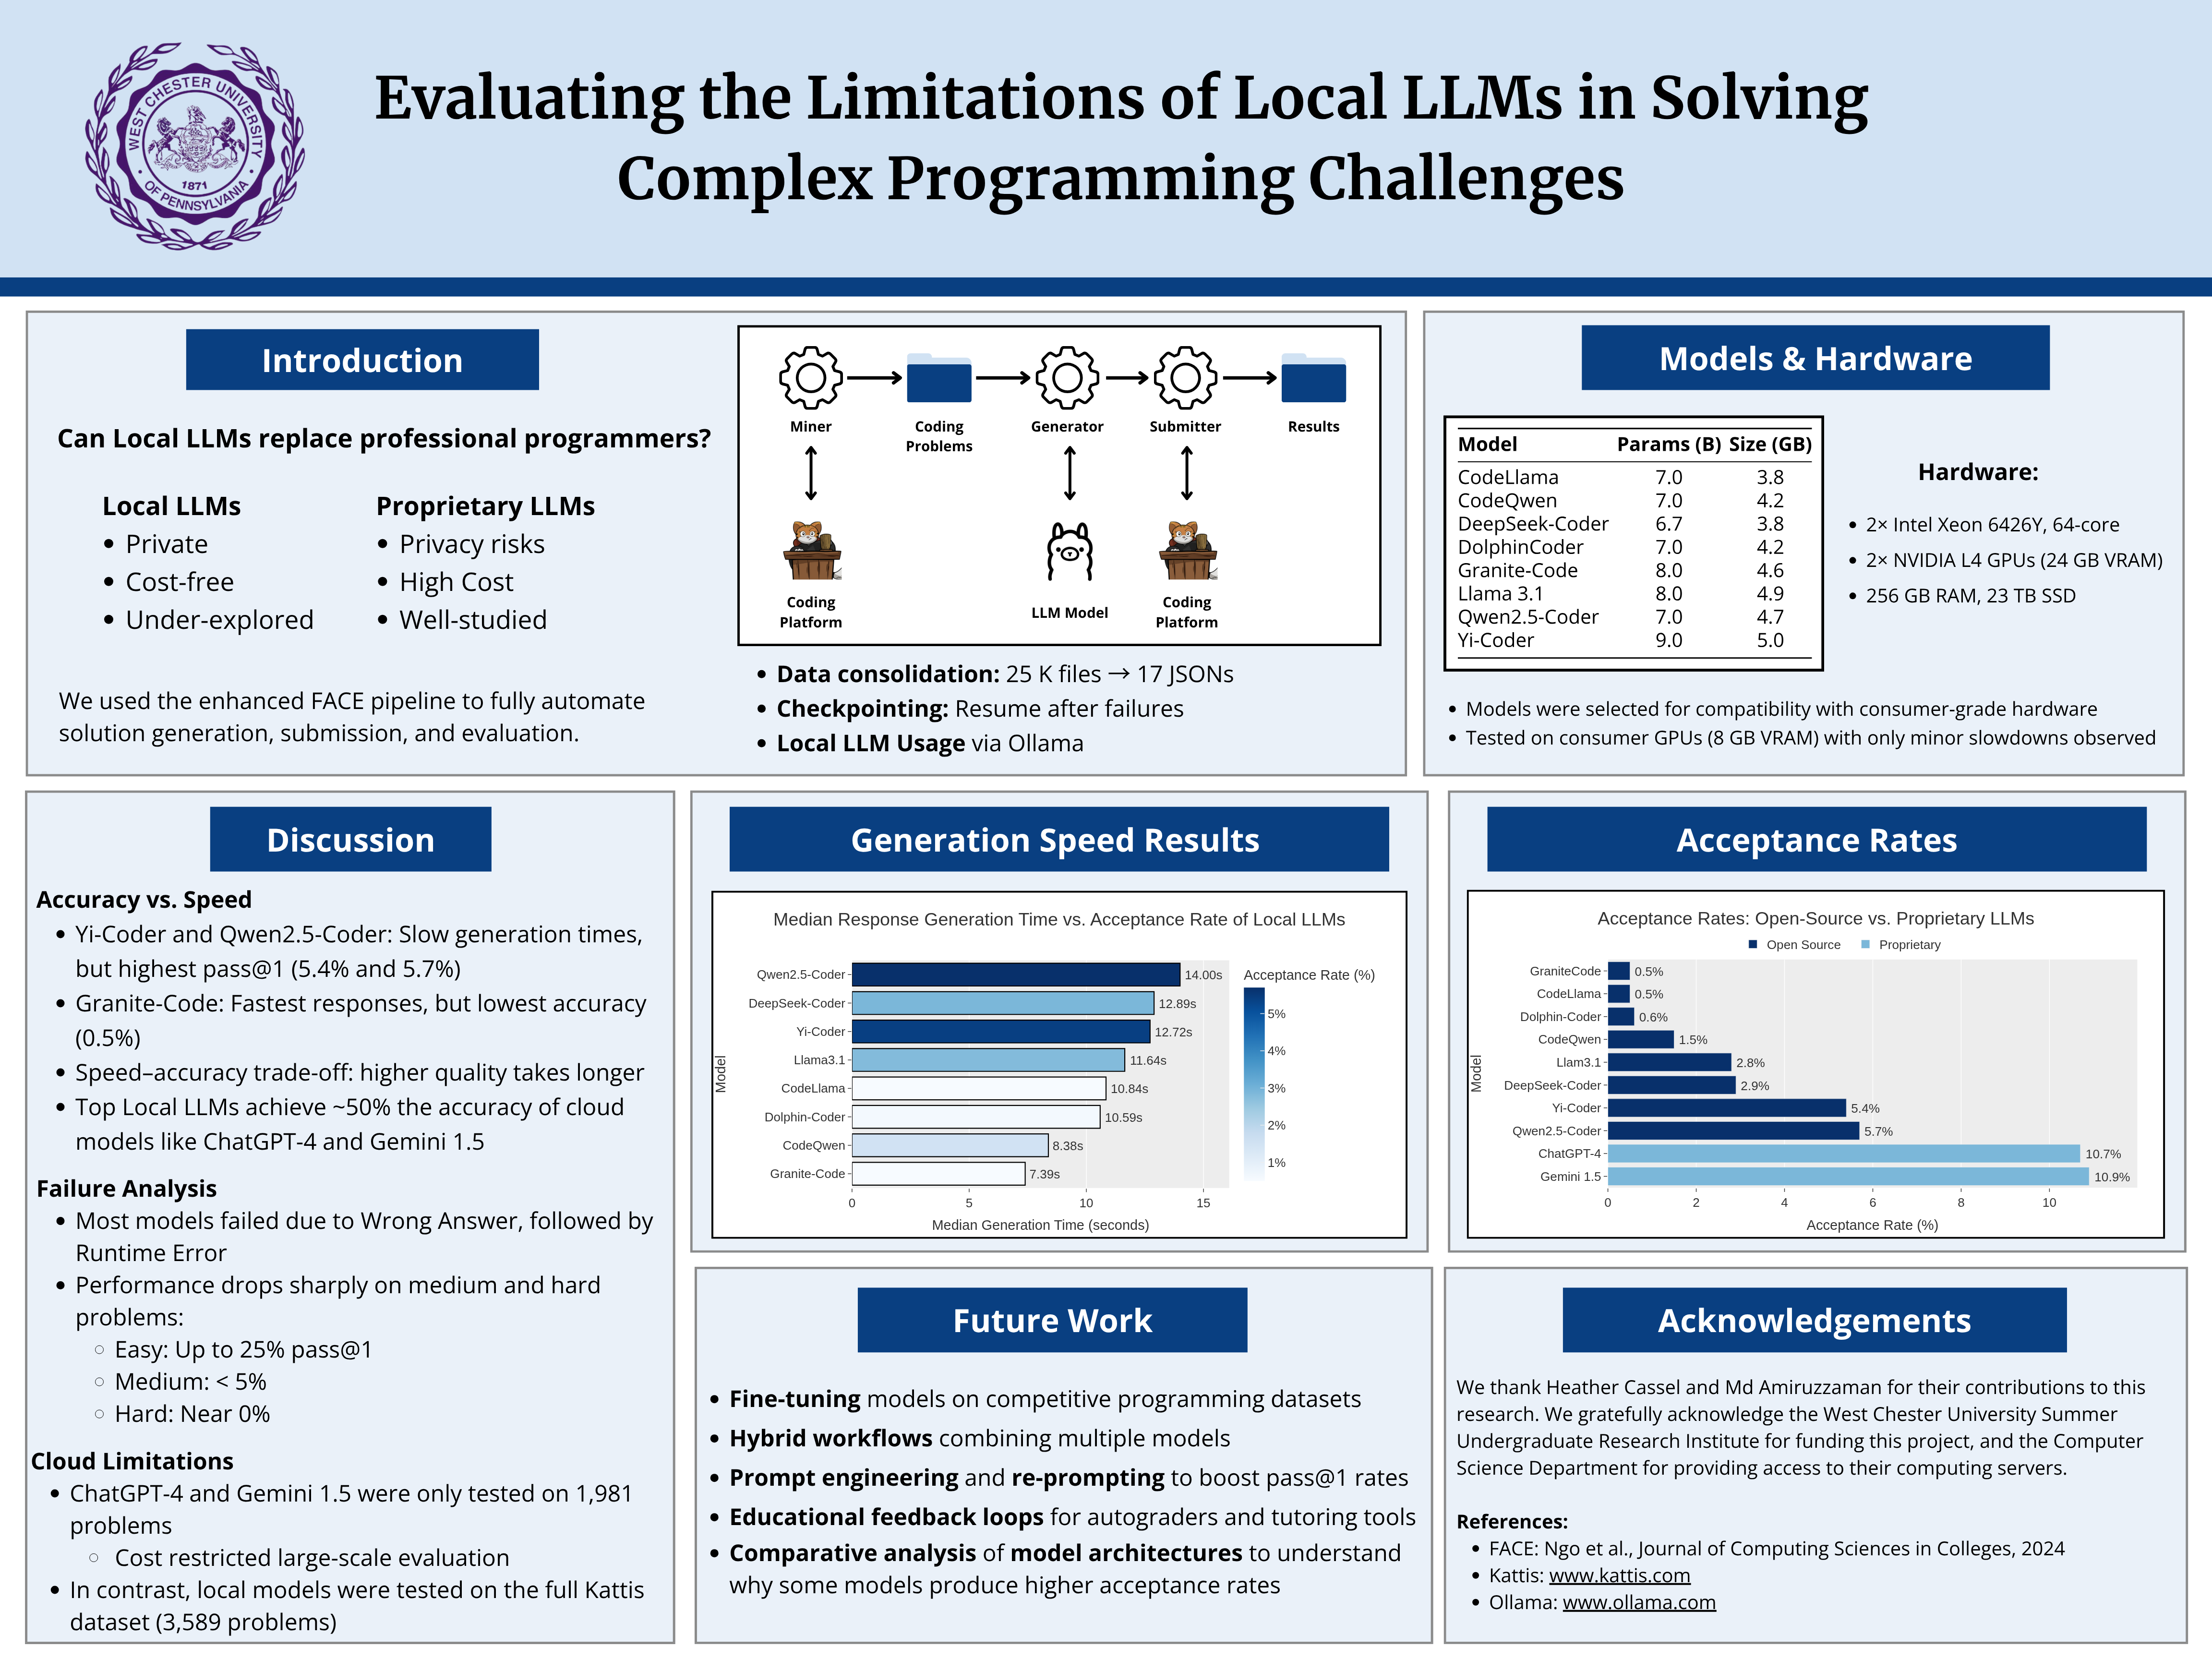 WEST CHESTER UNIVERSITY
OF PENNSYLVANIA
1871
Evaluating the Limitations of Local LLMs in Solving
Complex Programming Challenges
Introduction
Can Local LLMs replace professional programmers?
Local LLMs
• Private
• Cost-free
• Under-explored
Proprietary LLMs
• Privacy risks
• High Cost
• Well-studied
We used the enhanced FACE pipeline to fully automate
solution generation, submission, and evaluation.
Miner
Coding
Problems
Generator
Submitter
Results
Coding
Platform
LLM Model
Coding
Platform
• Data consolidation: 25 K files → 17 JSONs
• Checkpointing: Resume after failures
• Local LLM Usage via Ollama
Models & Hardware
Model Params (B) Size (GB)
CodeLlama 7.0 3.8
CodeQwen 7.0 4.2
DeepSeek-Coder 6.7 3.8
DolphinCoder 7.0 4.2
Granite-Code 8.0 4.6
Llama 3.1 8.0 4.9
Qwen2.5-Coder 7.0 4.7
Yi-Coder 9.0 5.0
Hardware:
• 2× Intel Xeon 6426Y, 64-core
• 2× NVIDIA L4 GPUs (24 GB VRAM)
• 256 GB RAM, 23 TB SSD
• Models were selected for compatibility with consumer-grade hardware
• Tested on consumer GPUs (8 GB VRAM) with only minor slowdowns observed
Discussion
Accuracy vs. Speed
• Yi-Coder and Qwen2.5-Coder: Slow generation times,
but highest pass@1 (5.4% and 5.7%)
• Granite-Code: Fastest responses, but lowest accuracy
(0.5%)
• Speed–accuracy trade-off: higher quality takes longer
• Top Local LLMs achieve ~50% the accuracy of cloud
models like ChatGPT-4 and Gemini 1.5
Failure Analysis
• Most models failed due to Wrong Answer, followed by
Runtime Error
• Performance drops sharply on medium and hard
problems:
○ Easy: Up to 25% pass@1
○ Medium: < 5%
○ Hard: Near 0%
Cloud Limitations
• ChatGPT-4 and Gemini 1.5 were only tested on 1,981
problems
○ Cost restricted large-scale evaluation
• In contrast, local models were tested on the full Kattis
dataset (3,589 problems)
Generation Speed Results
Median Response Generation Time vs. Acceptance Rate of Local LLMs
Model
Qwen2.5-Coder 14.00s
DeepSeek-Coder 12.89s
Yi-Coder 12.72s
Llama3.1 11.64s
CodeLlama 10.84s
Dolphin-Coder 10.59s
CodeQwen 8.38s
Granite-Code 7.39s
0 5 10 15
Median Generation Time (seconds)
Acceptance Rate (%)
5%
4%
3%
2%
1%
Acceptance Rates
Acceptance Rates: Open-Source vs. Proprietary LLMs
Open Source Proprietary
Model
GraniteCode 0.5%
CodeLlama 0.5%
Dolphin-Coder 0.6%
CodeQwen 1.5%
Llam3.1 2.8%
DeepSeek-Coder 2.9%
Yi-Coder 5.4%
Qwen2.5-Coder 5.7%
ChatGPT-4 10.7%
Gemini 1.5 10.9%
0 2 4 6 8 10
Acceptance Rate (%)
Future Work
• Fine-tuning models on competitive programming datasets
• Hybrid workflows combining multiple models
• Prompt engineering and re-prompting to boost pass@1 rates
• Educational feedback loops for autograders and tutoring tools
• Comparative analysis of model architectures to understand
why some models produce higher acceptance rates
Acknowledgements
We thank Heather Cassel and Md Amiruzzaman for their contributions to this
research. We gratefully acknowledge the West Chester University Summer
Undergraduate Research Institute for funding this project, and the Computer
Science Department for providing access to their computing servers.
References:
• FACE: Ngo et al., Journal of Computing Sciences in Colleges, 2024
• Kattis: www.kattis.com
• Ollama: www.ollama.com